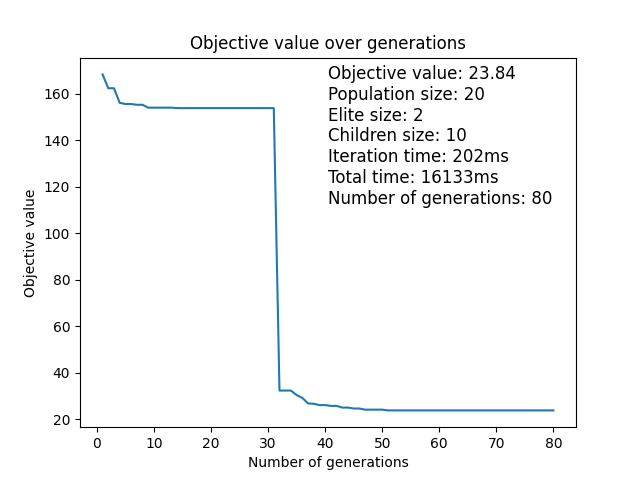 Objective value over generations
Objective value: 23.84
Population size: 20
Elite size: 2
Children size: 10
Iteration time: 202ms
Total time: 16133ms
Number of generations: 80
Objective value
160
140
120
100
80
60
40
20
0 10 20 30 40 50 60 70 80
Number of generations